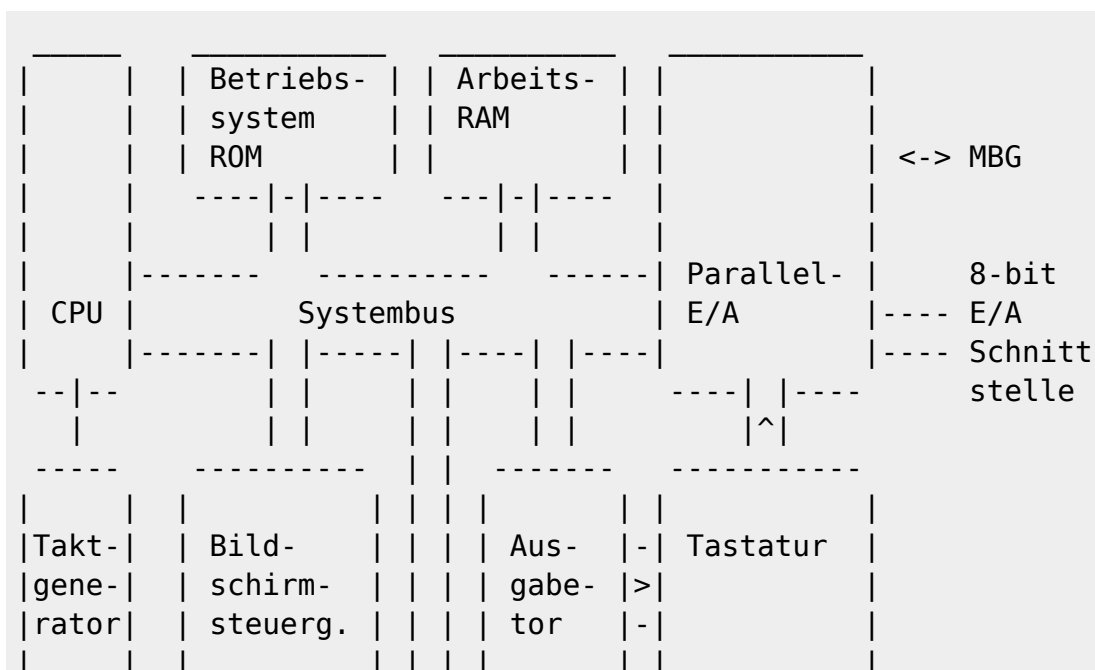 Betriebs- Arbeits-
system RAM
ROM <-> MBG
Parallel- 8-bit
CPU Systembus E/A ---- E/A
---- Schnitt
stelle
^
Takt- Bild- Aus- - Tastatur
gene- schirm- gabe- >
rator steuerg. tor -